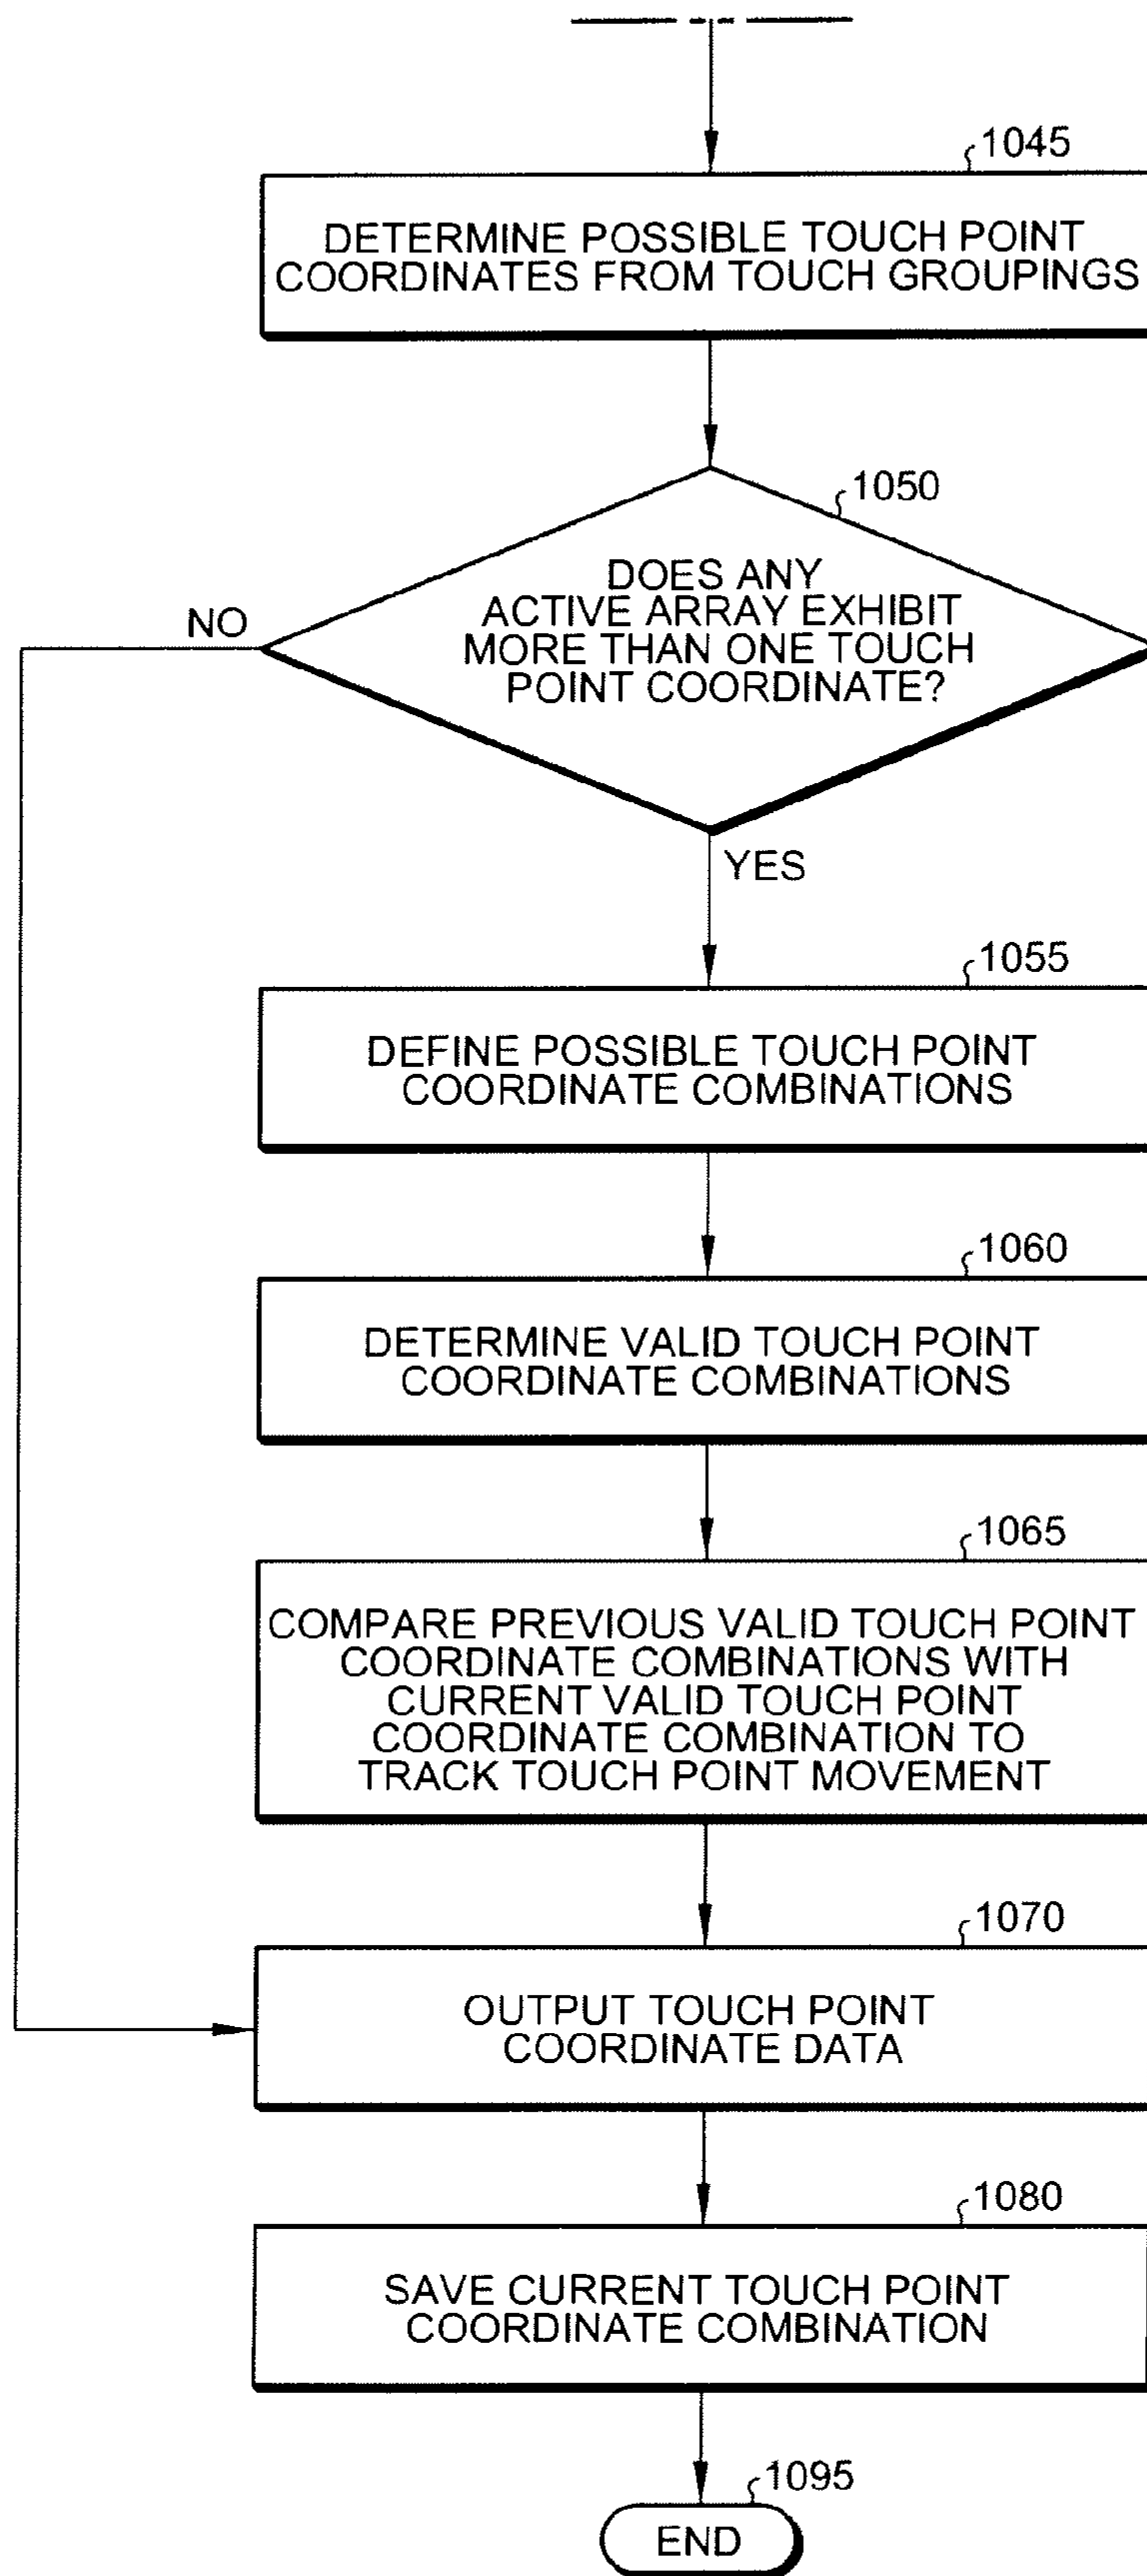 1045
DETERMINE POSSIBLE TOUCH POINT
COORDINATES FROM TOUCH GROUPINGS
1050
DOES ANY
ACTIVE ARRAY EXHIBIT
MORE THAN ONE TOUCH
POINT COORDINATE?
NO
YES
1055
DEFINE POSSIBLE TOUCH POINT
COORDINATE COMBINATIONS
1060
DETERMINE VALID TOUCH POINT
COORDINATE COMBINATIONS
1065
COMPARE PREVIOUS VALID TOUCH POINT
COORDINATE COMBINATIONS WITH
CURRENT VALID TOUCH POINT
COORDINATE COMBINATION TO
TRACK TOUCH POINT MOVEMENT
1070
OUTPUT TOUCH POINT
COORDINATE DATA
1080
SAVE CURRENT TOUCH POINT
COORDINATE COMBINATION
1095
END